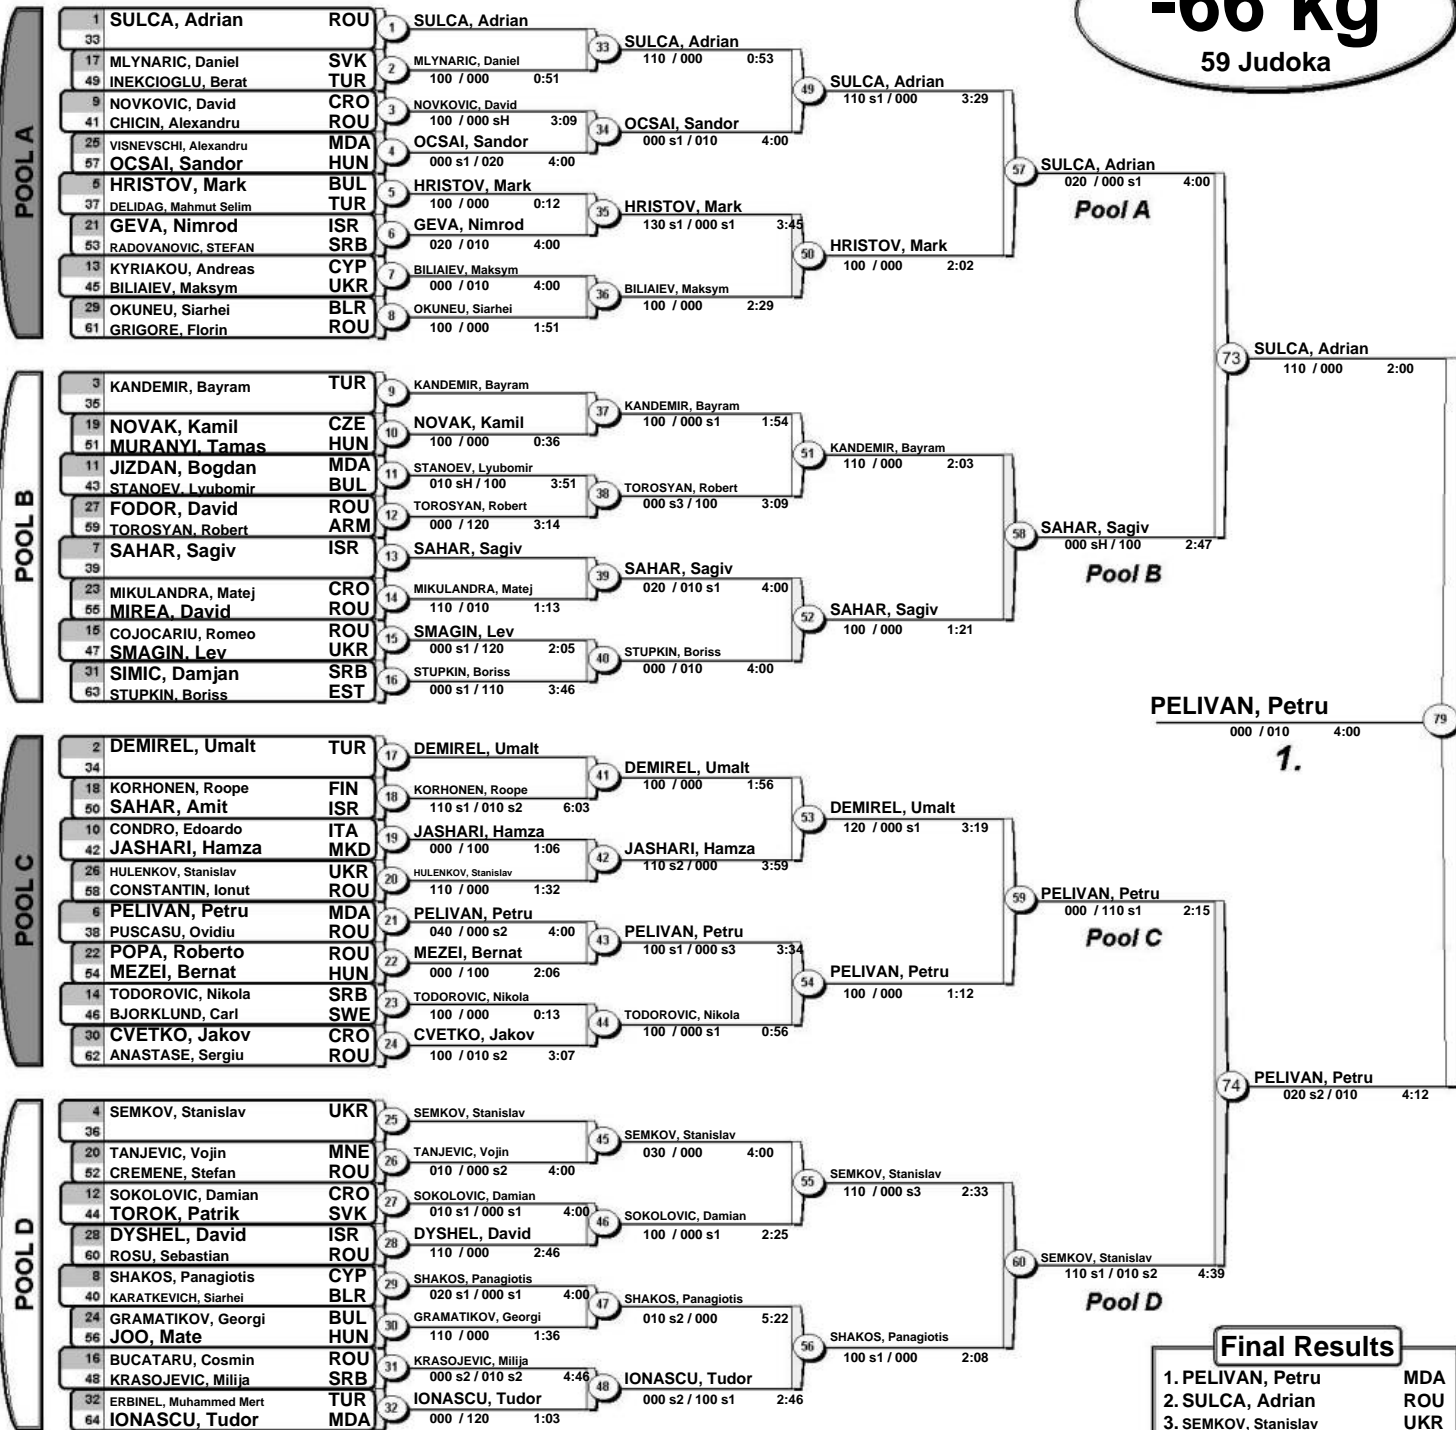 -66 kg
59 Judoka
POOL A
1 SULCA, Adrian ROU
33
17 MLYNARIC, Daniel SVK
49 INEKCIOGLU, Berat TUR
9 NOVKOVIC, David CRO
41 CHICIN, Alexandru ROU
25 VISNEVSCHI, Alexandru MDA
57 OCSAI, Sandor HUN
5 HRISTOV, Mark BUL
37 DELIDAG, Mahmut Selim TUR
21 GEVA, Nimrod ISR
53 RADOVANOVIC, STEFAN SRB
13 KYRIAKOU, Andreas CYP
45 BILIAIEV, Maksym UKR
29 OKUNEU, Siarhei BLR
61 GRIGORE, Florin ROU
1 SULCA, Adrian
2 MLYNARIC, Daniel
100 / 000 0:51
3 NOVKOVIC, David
100 / 000 sH 3:09
4 OCSAI, Sandor
000 s1 / 020 4:00
5 HRISTOV, Mark
100 / 000 0:12
6 GEVA, Nimrod
020 / 010 4:00
7 BILIAIEV, Maksym
000 / 010 4:00
8 OKUNEU, Siarhei
100 / 000 1:51
33 SULCA, Adrian
110 / 000 0:53
34 OCSAI, Sandor
000 s1 / 010 4:00
35 HRISTOV, Mark
130 s1 / 000 s1 3:45
36 BILIAIEV, Maksym
100 / 000 2:29
49 SULCA, Adrian
110 s1 / 000 3:29
50 HRISTOV, Mark
100 / 000 2:02
57 SULCA, Adrian
020 / 000 s1 4:00
Pool A
POOL B
3 KANDEMIR, Bayram TUR
35
19 NOVAK, Kamil CZE
51 MURANYI, Tamas HUN
11 JIZDAN, Bogdan MDA
43 STANOEV, Lyubomir BUL
27 FODOR, David ROU
59 TOROSYAN, Robert ARM
7 SAHAR, Sagiv ISR
39
23 MIKULANDRA, Matej CRO
55 MIREA, David ROU
15 COJOCARIU, Romeo ROU
47 SMAGIN, Lev UKR
31 SIMIC, Damjan SRB
63 STUPKIN, Boriss EST
9 KANDEMIR, Bayram
10 NOVAK, Kamil
100 / 000 0:36
11 STANOEV, Lyubomir
010 sH / 100 3:51
12 TOROSYAN, Robert
000 / 120 3:14
13 SAHAR, Sagiv
14 MIKULANDRA, Matej
110 / 010 1:13
15 SMAGIN, Lev
000 s1 / 120 2:05
16 STUPKIN, Boriss
000 s1 / 110 3:46
37 KANDEMIR, Bayram
100 / 000 s1 1:54
38 TOROSYAN, Robert
000 s3 / 100 3:09
39 SAHAR, Sagiv
020 / 010 s1 4:00
40 STUPKIN, Boriss
000 / 010 4:00
51 KANDEMIR, Bayram
110 / 000 2:03
52 SAHAR, Sagiv
100 / 000 1:21
58 SAHAR, Sagiv
000 sH / 100 2:47
Pool B
73 SULCA, Adrian
110 / 000 2:00
PELIVAN, Petru
000 / 010 4:00
79
1.
POOL C
2 DEMIREL, Umalt TUR
34
18 KORHONEN, Roope FIN
50 SAHAR, Amit ISR
10 CONDRO, Edoardo ITA
42 JASHARI, Hamza MKD
26 HULENKOV, Stanislav UKR
58 CONSTANTIN, Ionut ROU
6 PELIVAN, Petru MDA
38 PUSCASU, Ovidiu ROU
22 POPA, Roberto ROU
54 MEZEI, Bernat HUN
14 TODOROVIC, Nikola SRB
46 BJORKLUND, Carl SWE
30 CVETKO, Jakov CRO
62 ANASTASE, Sergiu ROU
17 DEMIREL, Umalt
18 KORHONEN, Roope
110 s1 / 010 s2 6:03
19 JASHARI, Hamza
000 / 100 1:06
20 HULENKOV, Stanislav
110 / 000 1:32
21 PELIVAN, Petru
040 / 000 s2 4:00
22 MEZEI, Bernat
000 / 100 2:06
23 TODOROVIC, Nikola
100 / 000 0:13
24 CVETKO, Jakov
100 / 010 s2 3:07
41 DEMIREL, Umalt
100 / 000 1:56
42 JASHARI, Hamza
110 s2 / 000 3:59
43 PELIVAN, Petru
100 s1 / 000 s3 3:34
44 TODOROVIC, Nikola
100 / 000 s1 0:56
53 DEMIREL, Umalt
120 / 000 s1 3:19
54 PELIVAN, Petru
100 / 000 1:12
59 PELIVAN, Petru
000 / 110 s1 2:15
Pool C
74 PELIVAN, Petru
020 s2 / 010 4:12
POOL D
4 SEMKOV, Stanislav UKR
36
20 TANJEVIC, Vojin MNE
52 CREMENE, Stefan ROU
12 SOKOLOVIC, Damian CRO
44 TOROK, Patrik SVK
28 DYSHEL, David ISR
60 ROSU, Sebastian ROU
8 SHAKOS, Panagiotis CYP
40 KARATKEVICH, Siarhei BLR
24 GRAMATIKOV, Georgi BUL
56 JOO, Mate HUN
16 BUCATARU, Cosmin ROU
48 KRASOJEVIC, Milija SRB
32 ERBINEL, Muhammed Mert TUR
64 IONASCU, Tudor MDA
25 SEMKOV, Stanislav
26 TANJEVIC, Vojin
010 / 000 s2 4:00
27 SOKOLOVIC, Damian
010 s1 / 000 s1 4:00
28 DYSHEL, David
110 / 000 2:46
29 SHAKOS, Panagiotis
020 s1 / 000 s1 4:00
30 GRAMATIKOV, Georgi
110 / 000 1:36
31 KRASOJEVIC, Milija
000 s2 / 010 s2 4:46
32 IONASCU, Tudor
000 / 120 1:03
45 SEMKOV, Stanislav
030 / 000 4:00
46 SOKOLOVIC, Damian
100 / 000 s1 2:25
47 SHAKOS, Panagiotis
010 s2 / 000 5:22
48 IONASCU, Tudor
000 s2 / 100 s1 2:46
55 SEMKOV, Stanislav
110 / 000 s3 2:33
56 SHAKOS, Panagiotis
100 s1 / 000 2:08
60 SEMKOV, Stanislav
110 s1 / 010 s2 4:39
Pool D
Final Results
1. PELIVAN, Petru MDA
2. SULCA, Adrian ROU
3. SEMKOV, Stanislav UKR